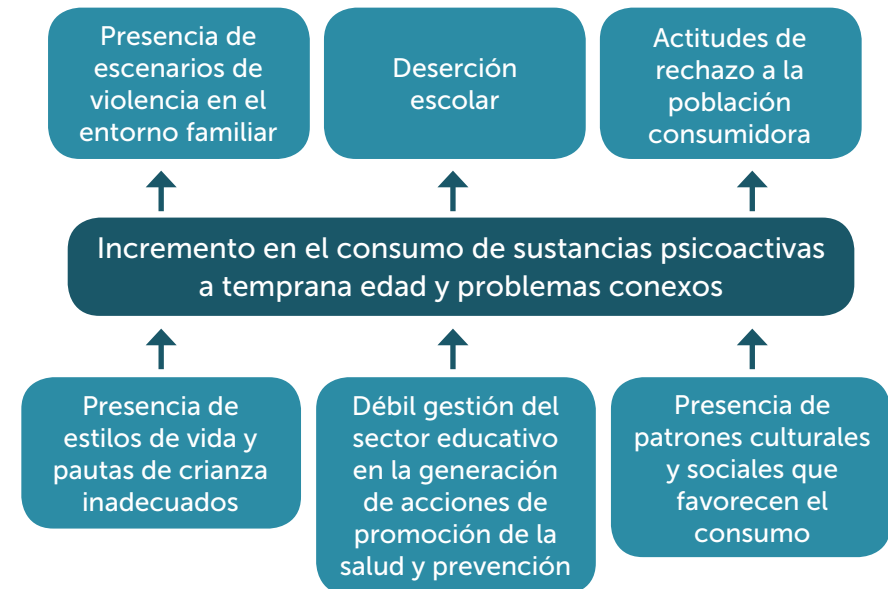 Presencia de
escenarios de
violencia en el
entorno familiar
Deserción
escolar
Actitudes de
rechazo a la
población
consumidora
Incremento en el consumo de sustancias psicoactivas
a temprana edad y problemas conexos
Presencia de
estilos de vida y
pautas de crianza
inadecuados
Débil gestión del
sector educativo
en la generación
de acciones de
promoción de la
salud y prevención
Presencia de
patrones culturales
y sociales que
favorecen el
consumo